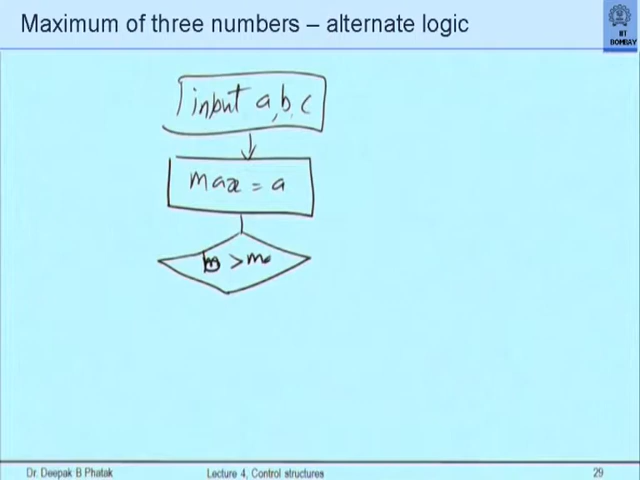 Maximum of three numbers – alternate logic
IIT
BOMBAY
input a, b, c
max = a
b > m
Dr. Deepak B Phatak
Lecture 4, Control structures
29